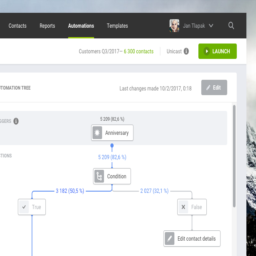 Contacts Reports Automations Templates Jan Tlapak
Customers Q3/2017 – 6 300 contacts Unicast LAUNCH
AUTOMATION TREE Last changes made 10/2/2017, 0:18 EDIT
5 209 (82,6 %)
Anniversary
5 209 (82,6 %)
Condition
3 182 (50,5 %) 2 027 (32,1 %)
True False
Edit contact details